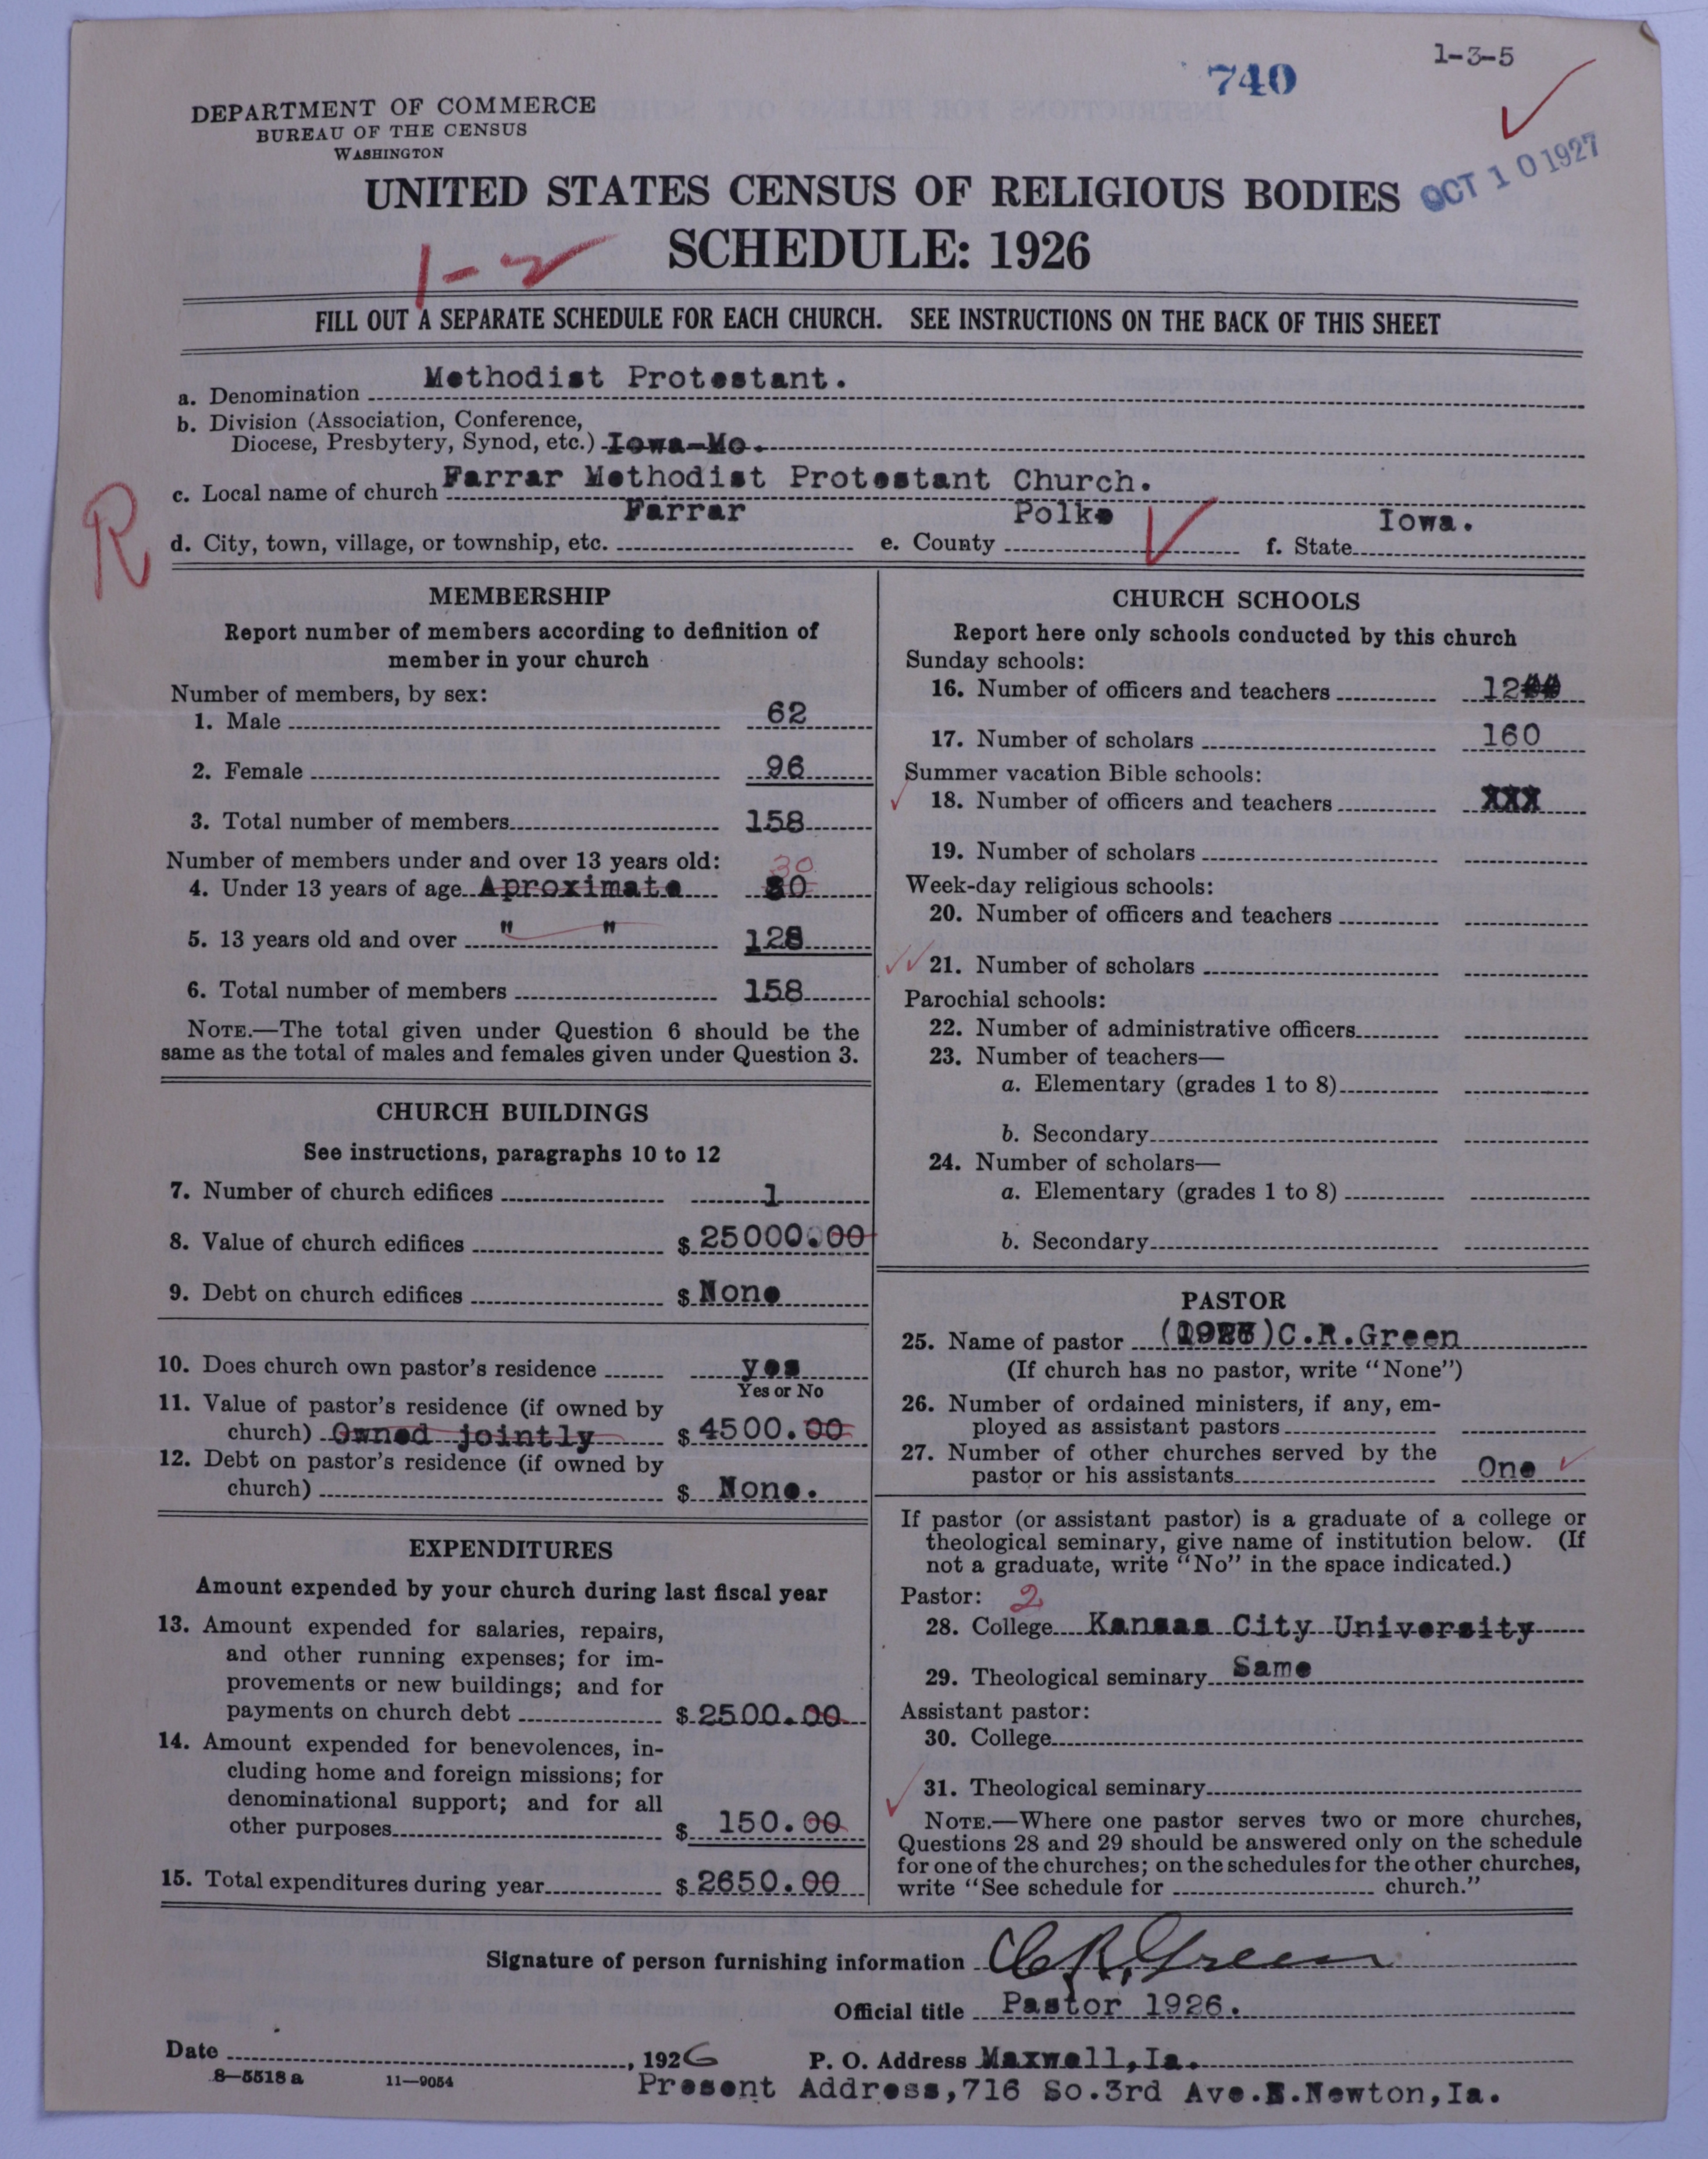 1-3-5
740
DEPARTMENT OF COMMERCE
BUREAU OF THE CENSUS
WASHINGTON
OCT 10 1927
UNITED STATES CENSUS OF RELIGIOUS BODIES
SCHEDULE: 1926
1-2
FILL OUT A SEPARATE SCHEDULE FOR EACH CHURCH. SEE INSTRUCTIONS ON THE BACK OF THIS SHEET
a. Denomination Methodist Protestant.
b. Division (Association, Conference,
Diocese, Presbytery, Synod, etc.) Iowa-Mo.
c. Local name of church Farrar Methodist Protestant Church.
R
d. City, town, village, or township, etc. Farrar e. County Polk f. State Iowa.
MEMBERSHIP
Report number of members according to definition of
member in your church
Number of members, by sex:
1. Male 62
2. Female 96
3. Total number of members 158
Number of members under and over 13 years old:
30
4. Under 13 years of age Aproximate 30
5. 13 years old and over " " 128
6. Total number of members 158
NOTE.—The total given under Question 6 should be the
same as the total of males and females given under Question 3.
CHURCH BUILDINGS
See instructions, paragraphs 10 to 12
7. Number of church edifices 1
8. Value of church edifices $ 25000.00
9. Debt on church edifices $ None
10. Does church own pastor's residence yes
Yes or No
11. Value of pastor's residence (if owned by
church) Owned jointly $ 4500.00
12. Debt on pastor's residence (if owned by
church) $ None.
EXPENDITURES
Amount expended by your church during last fiscal year
13. Amount expended for salaries, repairs,
and other running expenses; for im-
provements or new buildings; and for
payments on church debt $ 2500.00
14. Amount expended for benevolences, in-
cluding home and foreign missions; for
denominational support; and for all
other purposes $ 150.00
15. Total expenditures during year $ 2650.00
CHURCH SCHOOLS
Report here only schools conducted by this church
Sunday schools:
16. Number of officers and teachers 12
17. Number of scholars 160
Summer vacation Bible schools:
18. Number of officers and teachers XXX
19. Number of scholars
Week-day religious schools:
20. Number of officers and teachers
21. Number of scholars
Parochial schools:
22. Number of administrative officers
23. Number of teachers—
a. Elementary (grades 1 to 8)
b. Secondary
24. Number of scholars—
a. Elementary (grades 1 to 8)
b. Secondary
PASTOR
25. Name of pastor C.R.Green
(If church has no pastor, write "None")
26. Number of ordained ministers, if any, em-
ployed as assistant pastors
27. Number of other churches served by the
pastor or his assistants One
If pastor (or assistant pastor) is a graduate of a college or
theological seminary, give name of institution below. (If
not a graduate, write "No" in the space indicated.)
Pastor: 2
28. College Kansas City University
29. Theological seminary Same
Assistant pastor:
30. College
31. Theological seminary
NOTE.—Where one pastor serves two or more churches,
Questions 28 and 29 should be answered only on the schedule
for one of the churches; on the schedules for the other churches,
write "See schedule for church."
Signature of person furnishing information C.R. Green
Official title Pastor 1926.
Date , 1926 P. O. Address Maxwell,Ia.
8-5518 a 11-9054
Present Address,716 So.3rd Ave.E.Newton,Ia.